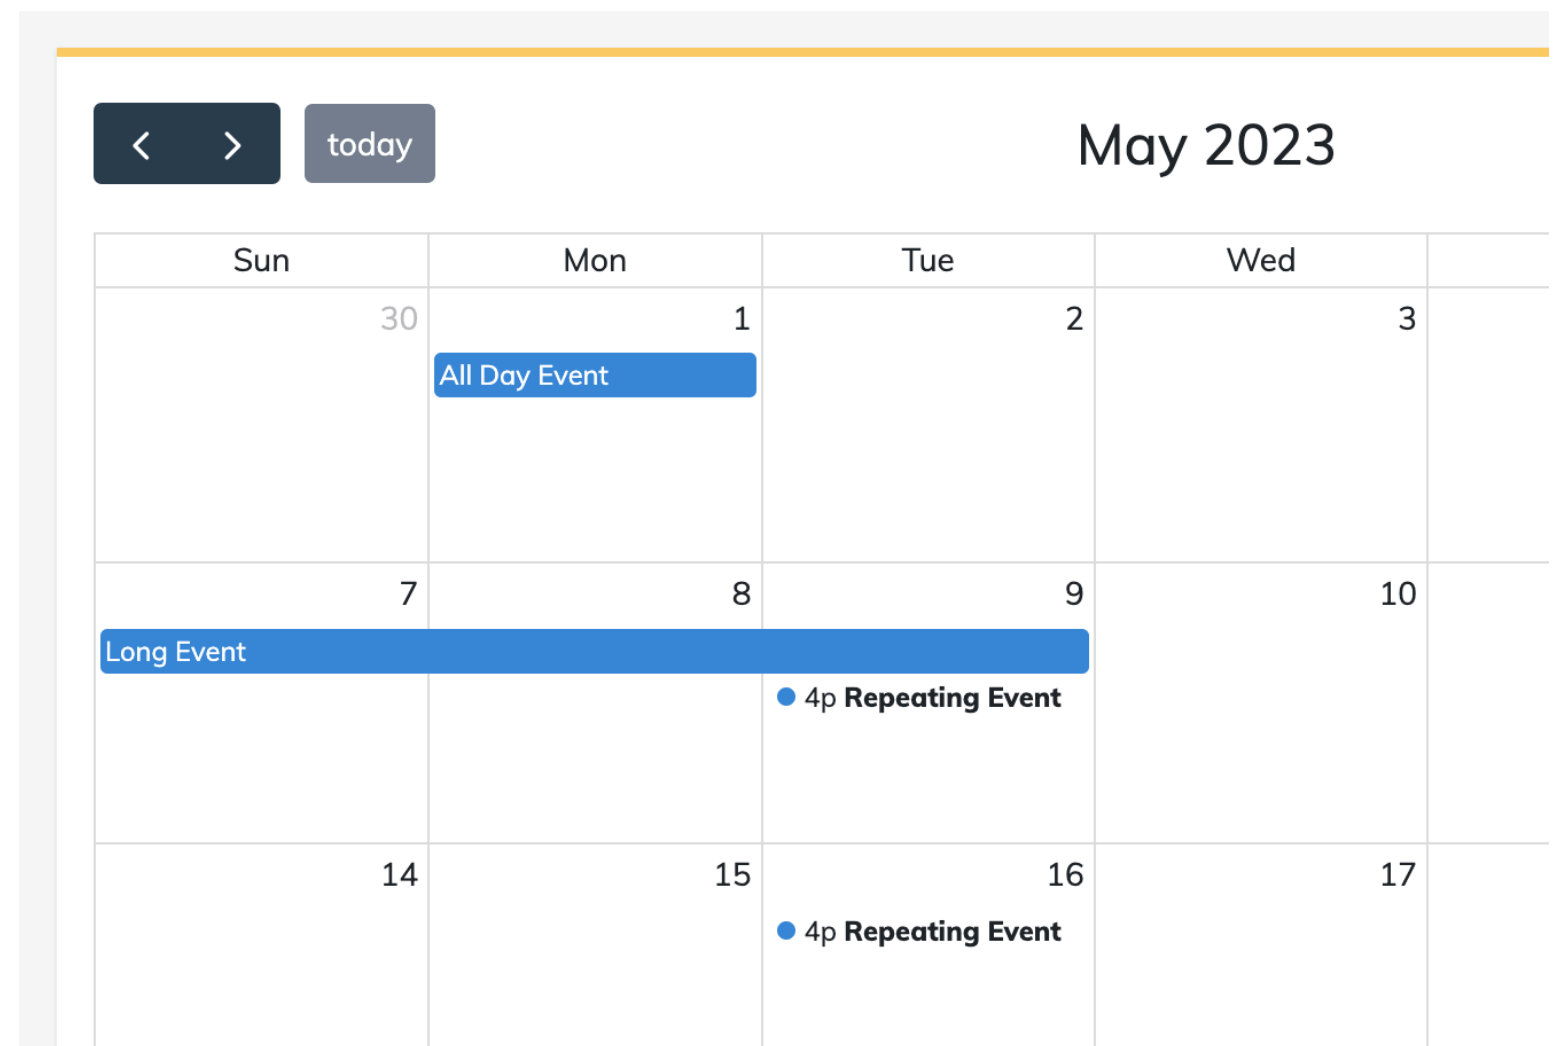 today
May 2023
Sun Mon Tue Wed
30 1 2 3
All Day Event
7 8 9 10
Long Event
4p Repeating Event
14 15 16 17
4p Repeating Event